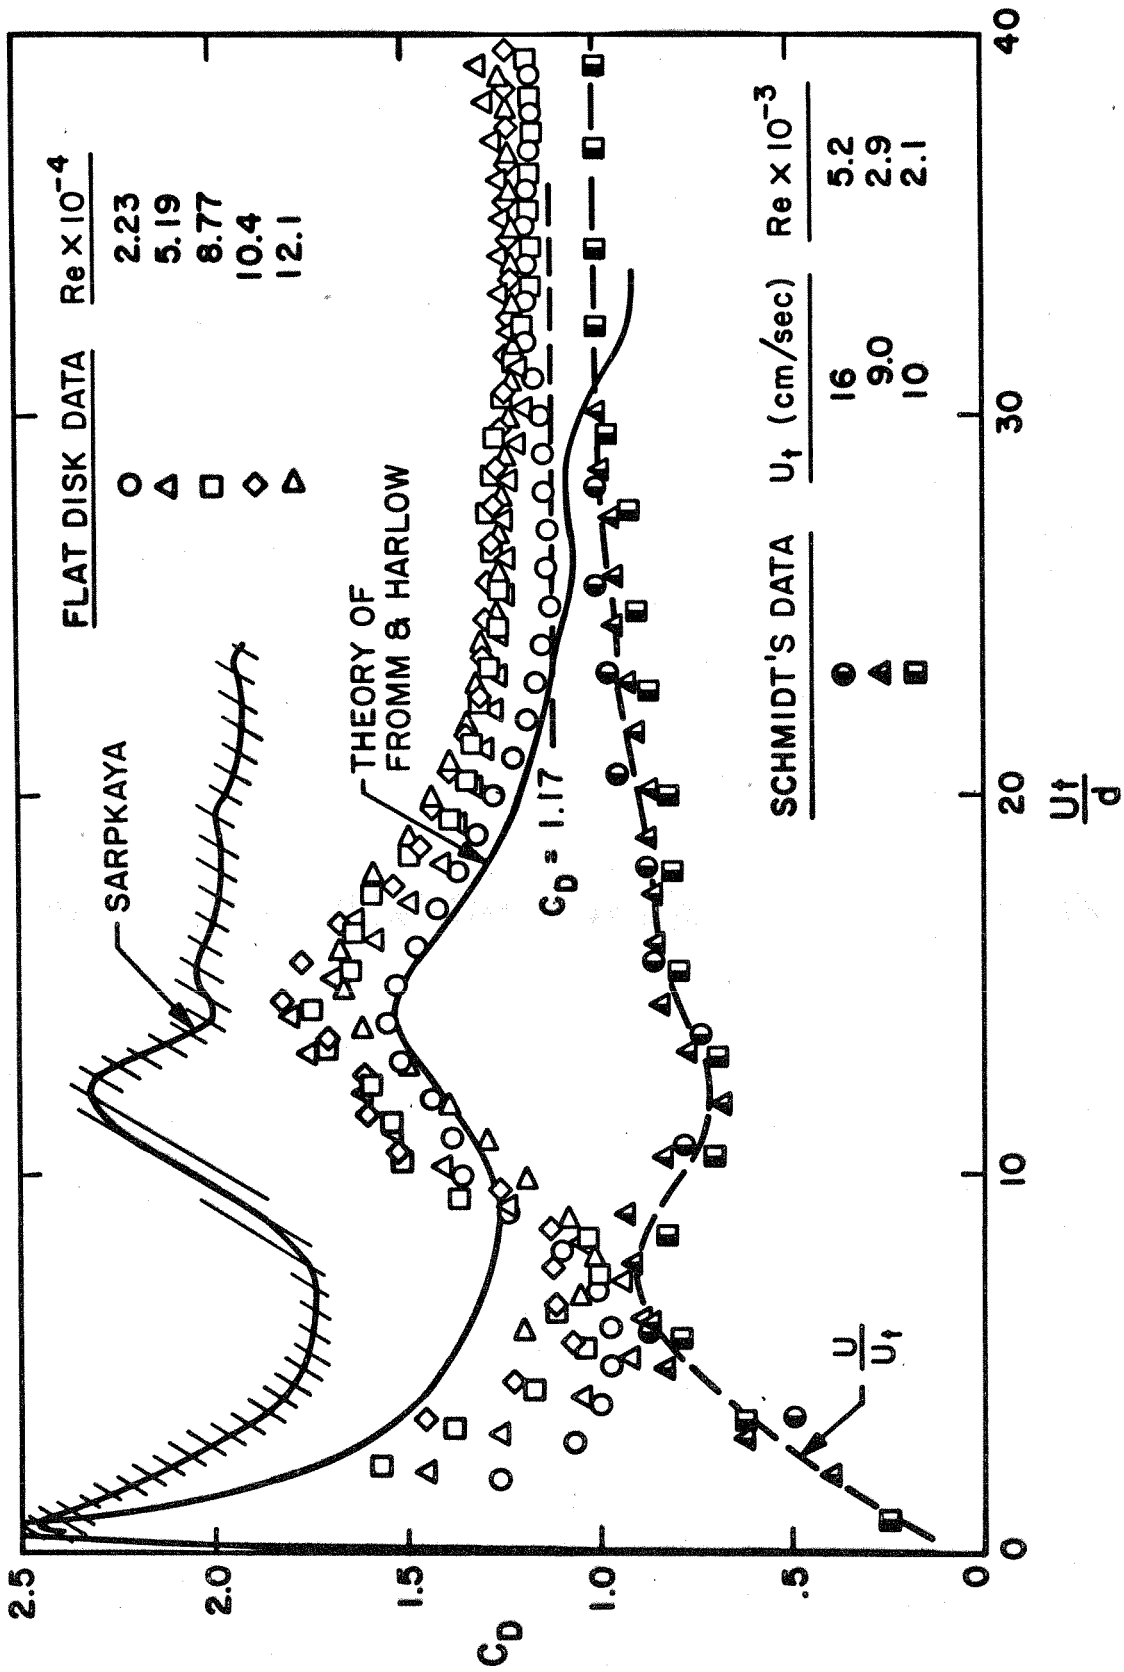 2.5
2.0
1.5
1.0
.5
0
C_D
0
10
20
30
40
Ut
d
SARPKAYA
FLAT DISK DATA Re × 10⁻⁴
○ 2.23
△ 5.19
□ 8.77
◇ 10.4
▽ 12.1
THEORY OF
FROMM & HARLOW
C_D = 1.17
SCHMIDT'S DATA U_t (cm/sec) Re × 10⁻³
16 5.2
9.0 2.9
10 2.1
U
U_t